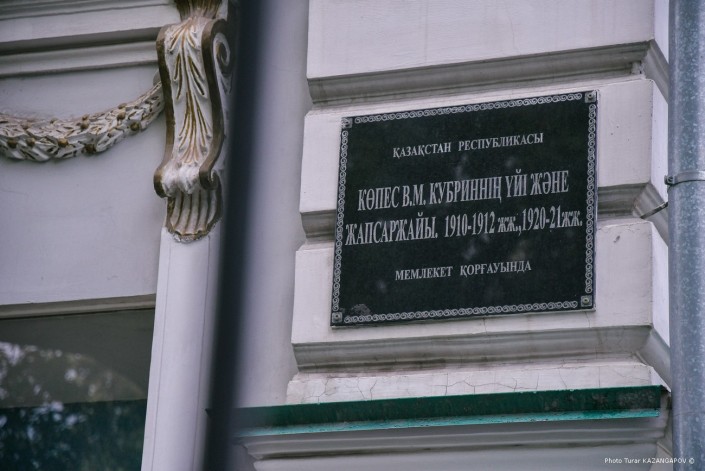 ҚАЗАҚСТАН РЕСПУБЛИКАСЫ
КӨПЕС В.М. КУБРИННІҢ ҮЙІ ЖӘНЕ
ЖАПСАРЖАЙЫ. 1910-1912 жж.,1920-21жж.
МЕМЛЕКЕТ ҚОРҒАУЫНДА
Photo Turar KAZANGAPOV ©